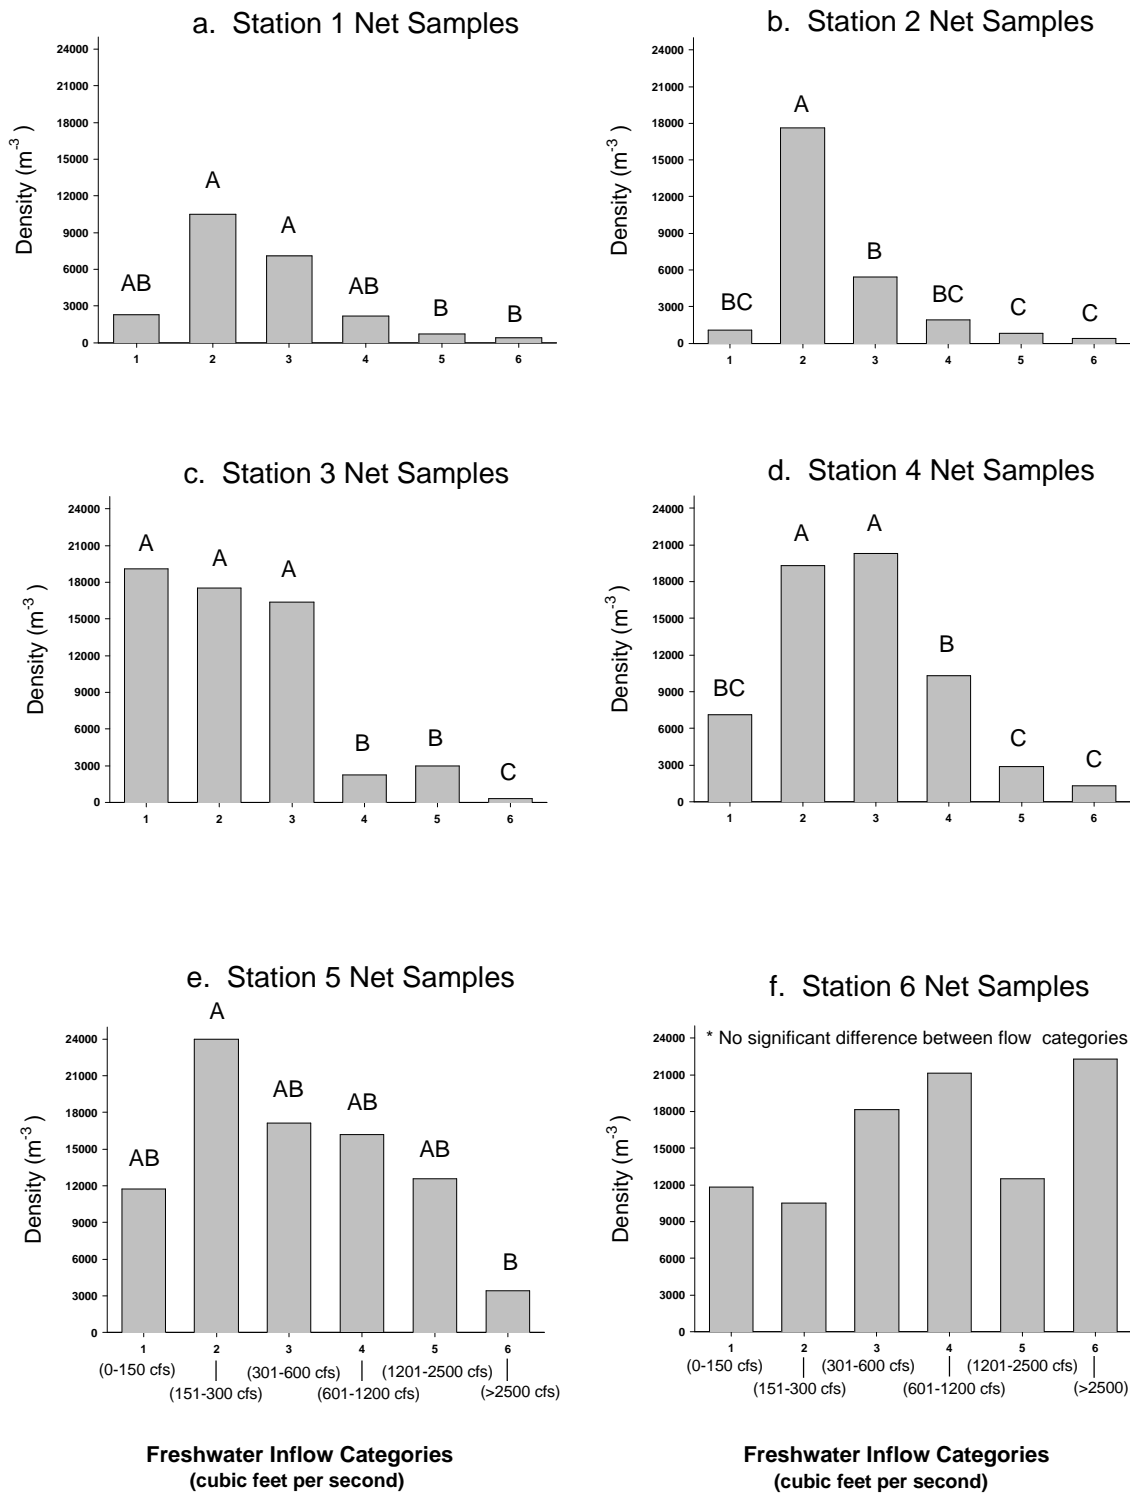 a. Station 1 Net Samples
24000
21000
18000
15000
12000
9000
6000
3000
0
Density (m-3 )
AB
A
A
AB
B
B
1 2 3 4 5 6
b. Station 2 Net Samples
24000
21000
18000
15000
12000
9000
6000
3000
0
Density (m-3 )
BC
A
B
BC
C
C
1 2 3 4 5 6
c. Station 3 Net Samples
24000
21000
18000
15000
12000
9000
6000
3000
0
Density (m-3 )
A
A
A
B
B
C
1 2 3 4 5 6
d. Station 4 Net Samples
24000
21000
18000
15000
12000
9000
6000
3000
0
Density (m-3 )
BC
A
A
B
C
C
1 2 3 4 5 6
e. Station 5 Net Samples
24000
21000
18000
15000
12000
9000
6000
3000
0
Density (m-3 )
AB
A
AB
AB
AB
B
1 2 3 4 5 6
(0-150 cfs) (301-600 cfs) (1201-2500 cfs)
(151-300 cfs) (601-1200 cfs) (>2500 cfs)
Freshwater Inflow Categories
(cubic feet per second)
f. Station 6 Net Samples
* No significant difference between flow categories
24000
21000
18000
15000
12000
9000
6000
3000
0
Density (m-3 )
1 2 3 4 5 6
(0-150 cfs) (301-600 cfs) (1201-2500 cfs)
(151-300 cfs) (601-1200 cfs) (>2500)
Freshwater Inflow Categories
(cubic feet per second)